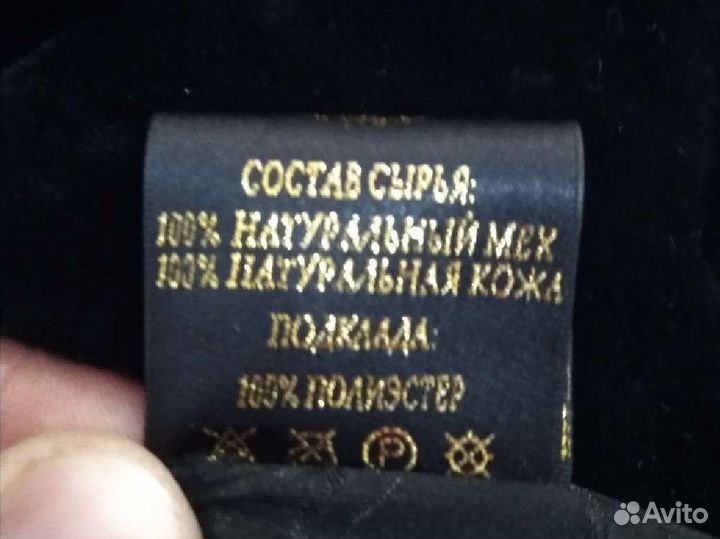 СОСТАВ СЫРЬЯ:
100% НАТУРАЛЬНЫЙ МЕХ
100% НАТУРАЛЬНАЯ КОЖА
ПОДКЛАДА:
100% ПОЛИЭСТЕР
P
Avito